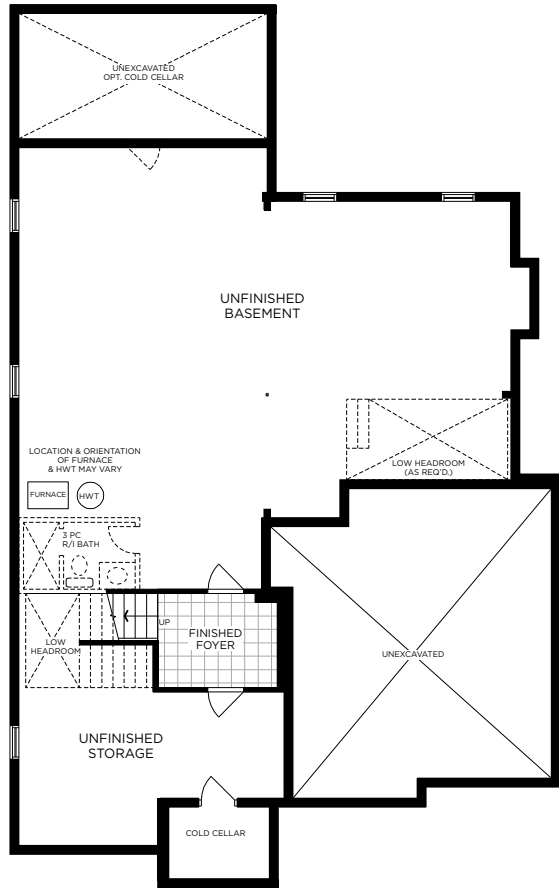 UNEXCAVATED
OPT. COLD CELLAR
UNFINISHED
BASEMENT
LOCATION & ORIENTATION
OF FURNACE
& HWT MAY VARY
LOW HEADROOM
(AS REQ'D.)
FURNACE
HWT
3 PC
R/I BATH
UP
FINISHED
FOYER
LOW
HEADROOM
UNEXCAVATED
UNFINISHED
STORAGE
COLD CELLAR